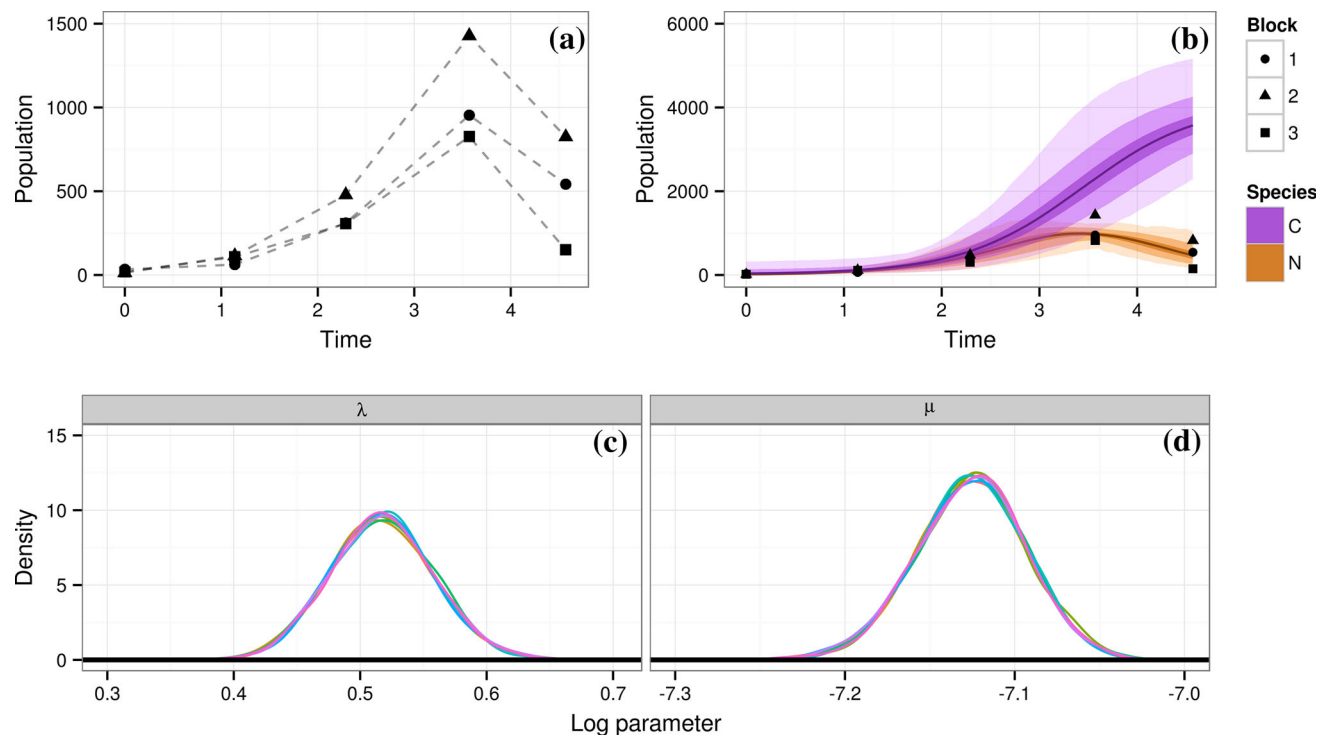 1500
1000
500
0
Population
(a)
0 1 2 3 4
Time
6000
4000
2000
0
Population
(b)
0 1 2 3 4
Time
Block
1
2
3
Species
C
N
λ
μ
15
10
5
0
Density
(c)
(d)
0.3 0.4 0.5 0.6 0.7
-7.3 -7.2 -7.1 -7.0
Log parameter